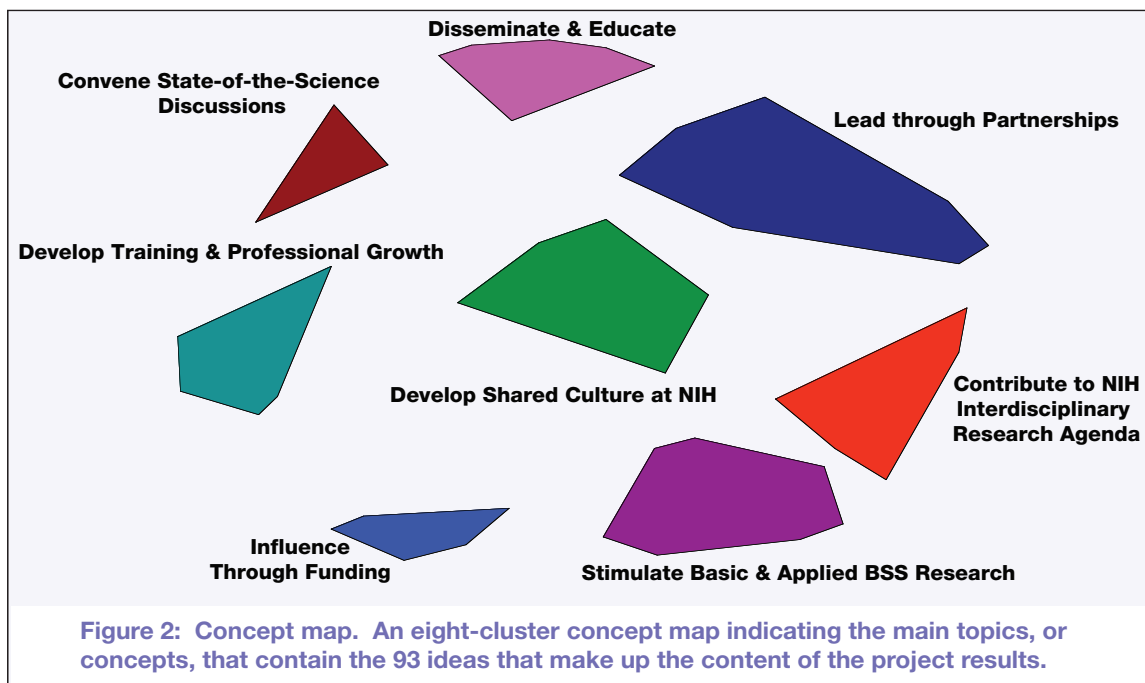 Disseminate & Educate
Convene State-of-the-Science
Discussions
Lead through Partnerships
Develop Training & Professional Growth
Develop Shared Culture at NIH
Contribute to NIH
Interdisciplinary
Research Agenda
Influence
Through Funding
Stimulate Basic & Applied BSS Research
Figure 2:  Concept map.  An eight-cluster concept map indicating the main topics, or
concepts, that contain the 93 ideas that make up the content of the project results.